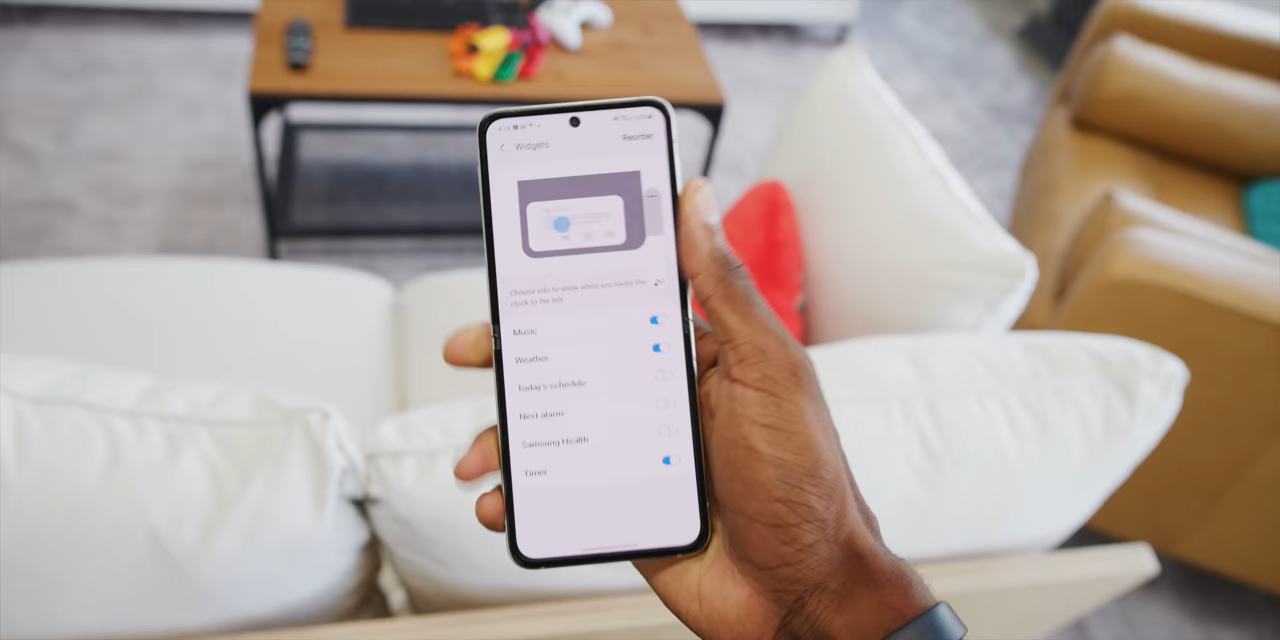 Widgets
Reorder
Choose info to show when you swipe the
clock to the left.
Music
Weather
Today's schedule
Next alarm
Samsung Health
Timer